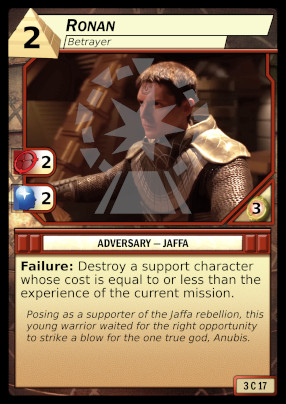 2
RONAN
Betrayer
2
2
3
ADVERSARY – JAFFA
Failure: Destroy a support character
whose cost is equal to or less than the
experience of the current mission.
Posing as a supporter of the Jaffa rebellion, this
young warrior waited for the right opportunity
to strike a blow for the one true god, Anubis.
3 C 17